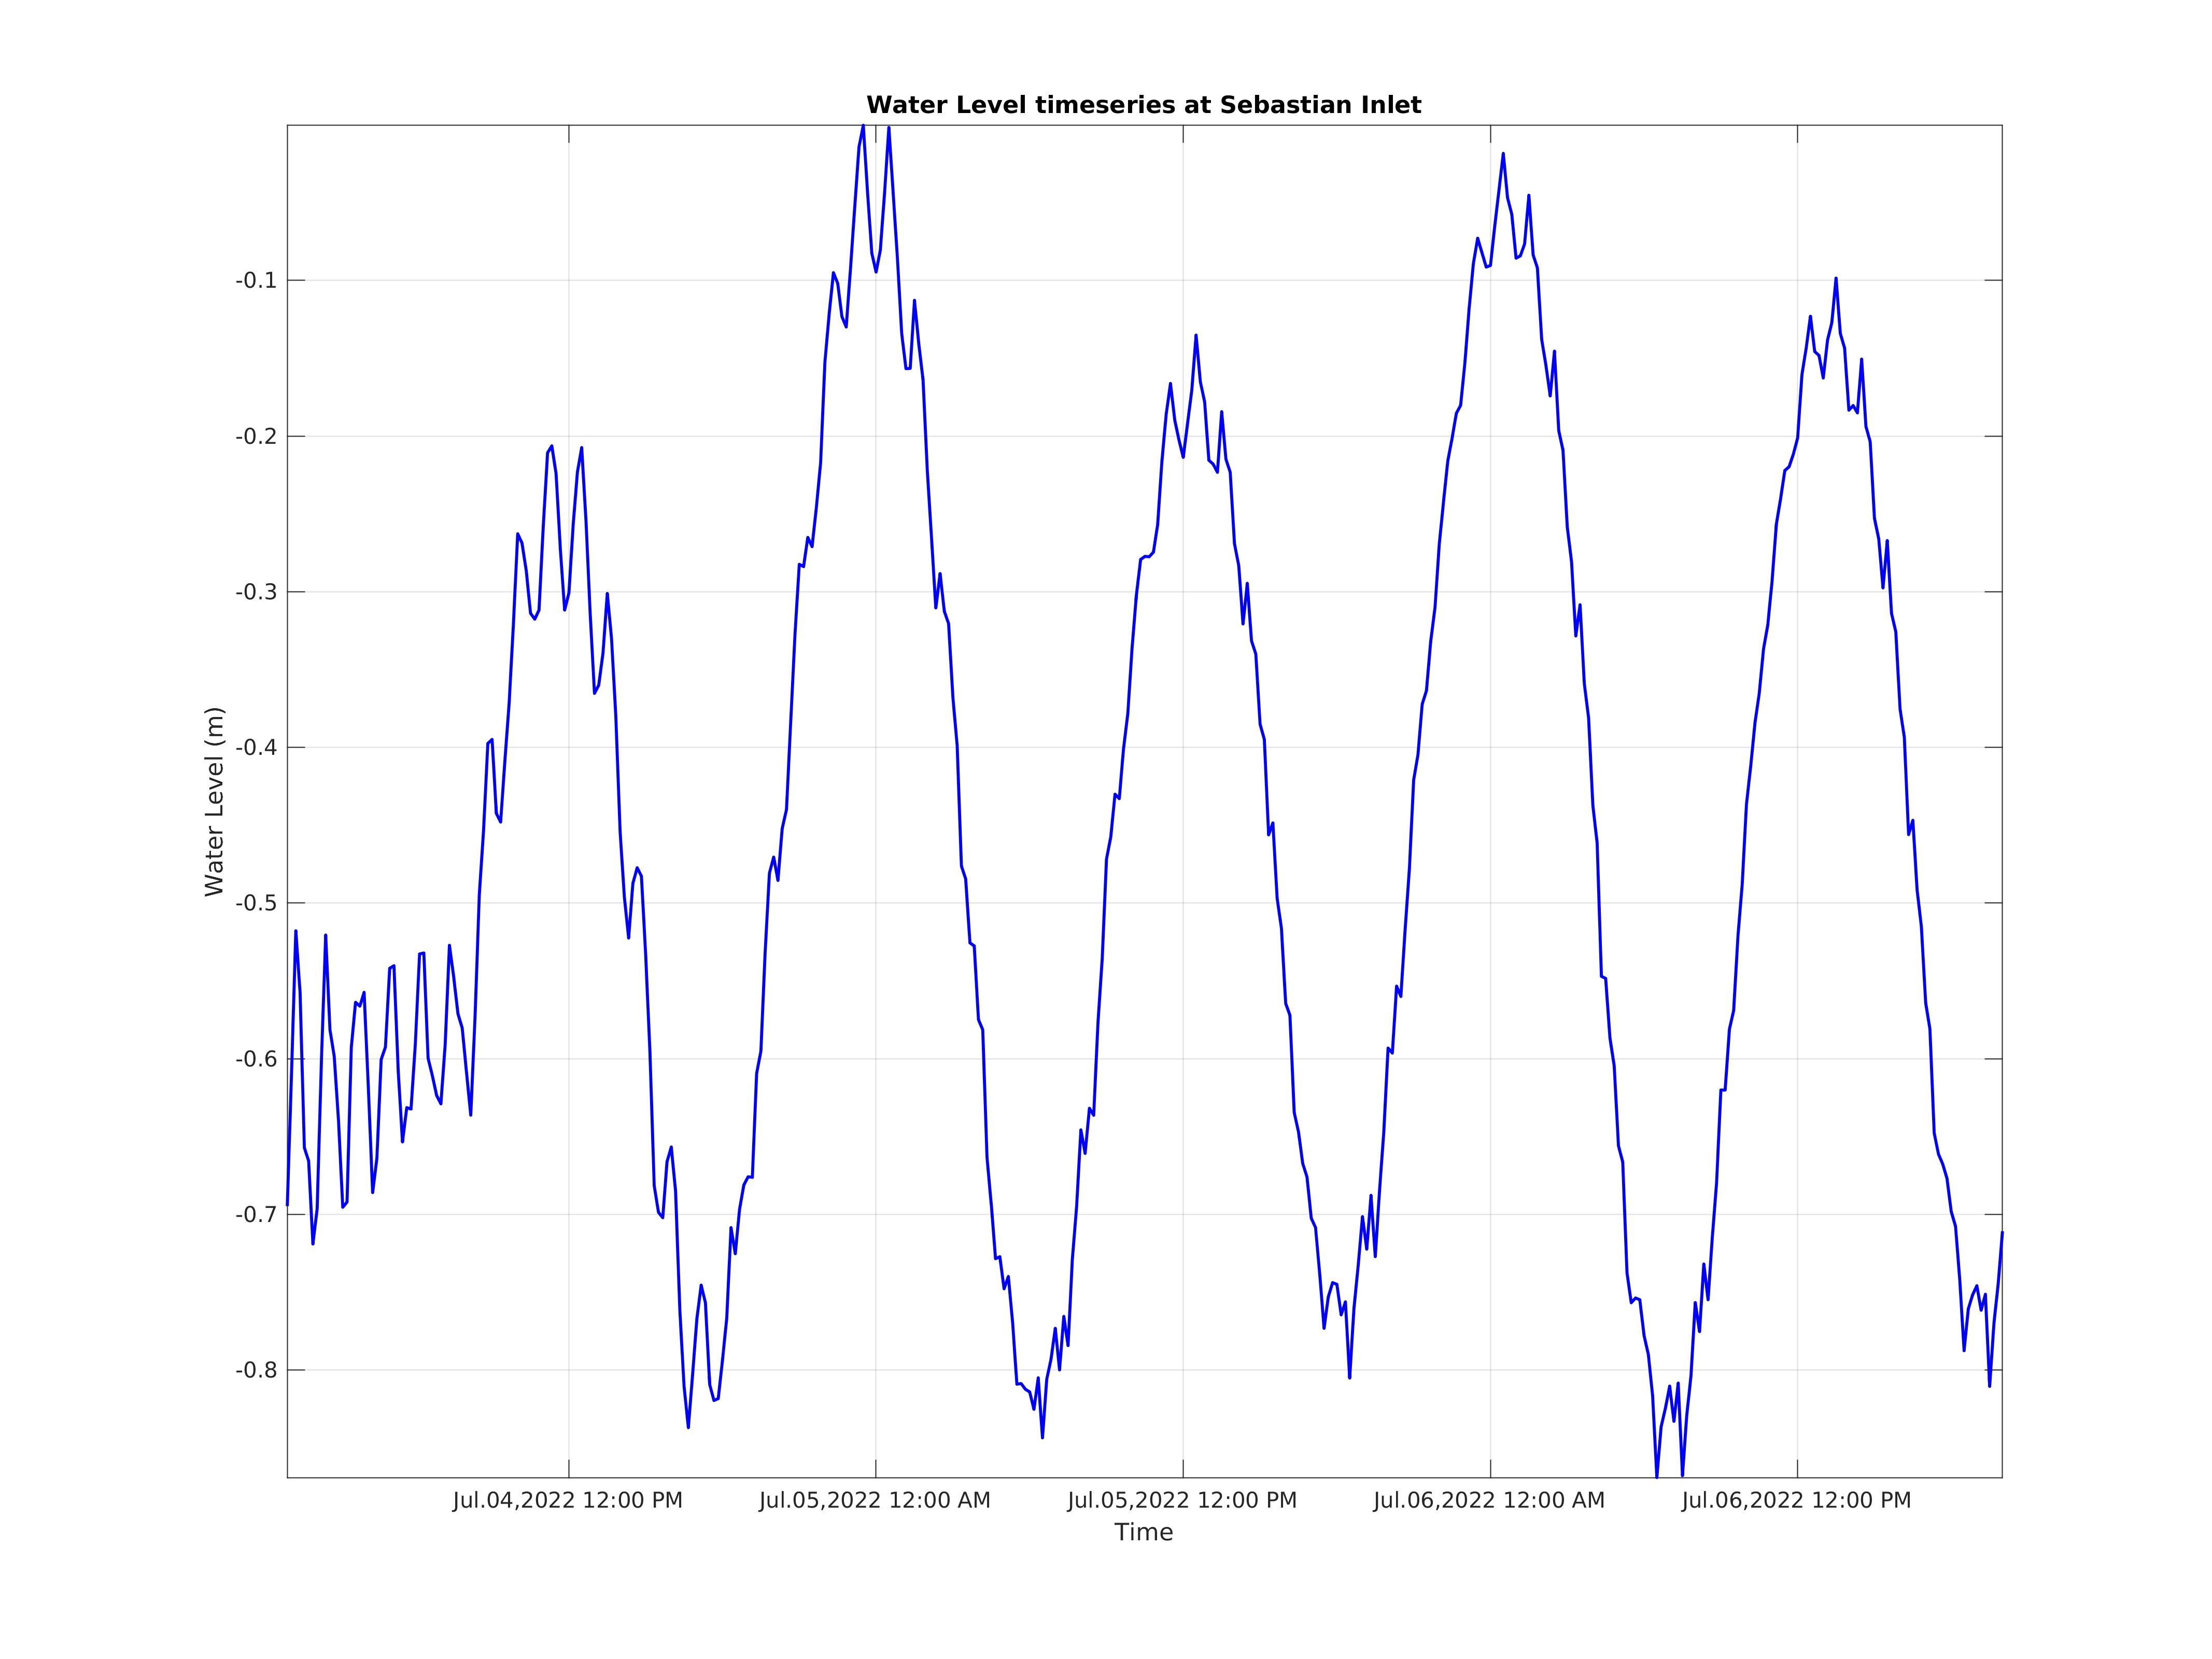 Water Level timeseries at Sebastian Inlet
-0.1
-0.2
-0.3
-0.4
-0.5
-0.6
-0.7
-0.8
Water Level (m)
Jul.04,2022 12:00 PM
Jul.05,2022 12:00 AM
Jul.05,2022 12:00 PM
Jul.06,2022 12:00 AM
Jul.06,2022 12:00 PM
Time